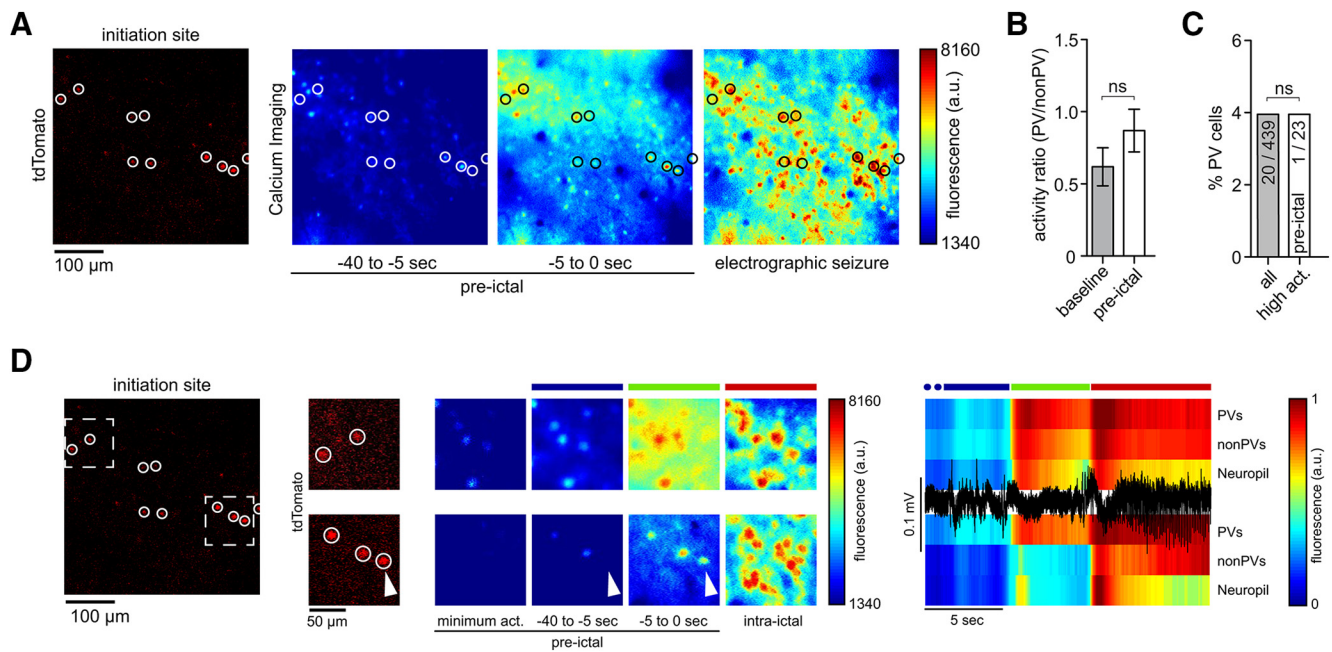 A
initiation site
tdTomato
100 µm
Calcium Imaging
-40 to -5 sec
-5 to 0 sec
electrographic seizure
pre-ictal
8160
fluorescence (a.u.)
1340
B
1.5
1.0
0.5
0
activity ratio (PV/nonPV)
ns
baseline
pre-ictal
C
6
4
2
0
% PV cells
ns
20 / 439
1 / 23
pre-ictal
all
high act.
D
initiation site
100 µm
tdTomato
50 µm
minimum act.
-40 to -5 sec
-5 to 0 sec
intra-ictal
pre-ictal
8160
fluorescence (a.u.)
1340
0.1 mV
PVs
nonPVs
Neuropil
PVs
nonPVs
Neuropil
5 sec
1
fluorescence (a.u.)
0